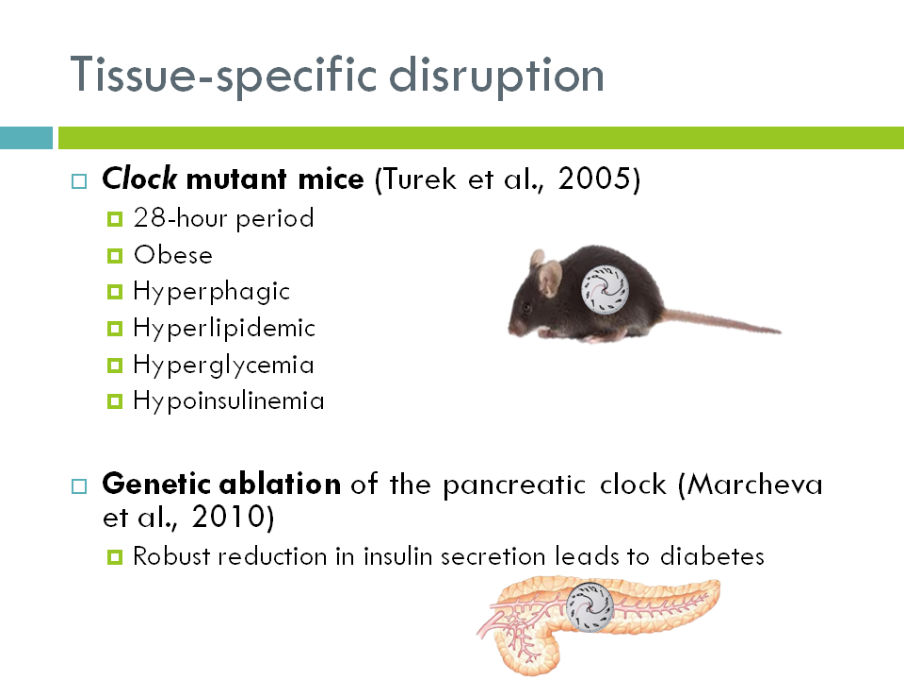 Tissue-specific disruption
Clock mutant mice (Turek et al., 2005)
28-hour period
Obese
Hyperphagic
Hyperlipidemic
Hyperglycemia
Hypoinsulinemia
Genetic ablation of the pancreatic clock (Marcheva
et al., 2010)
Robust reduction in insulin secretion leads to diabetes